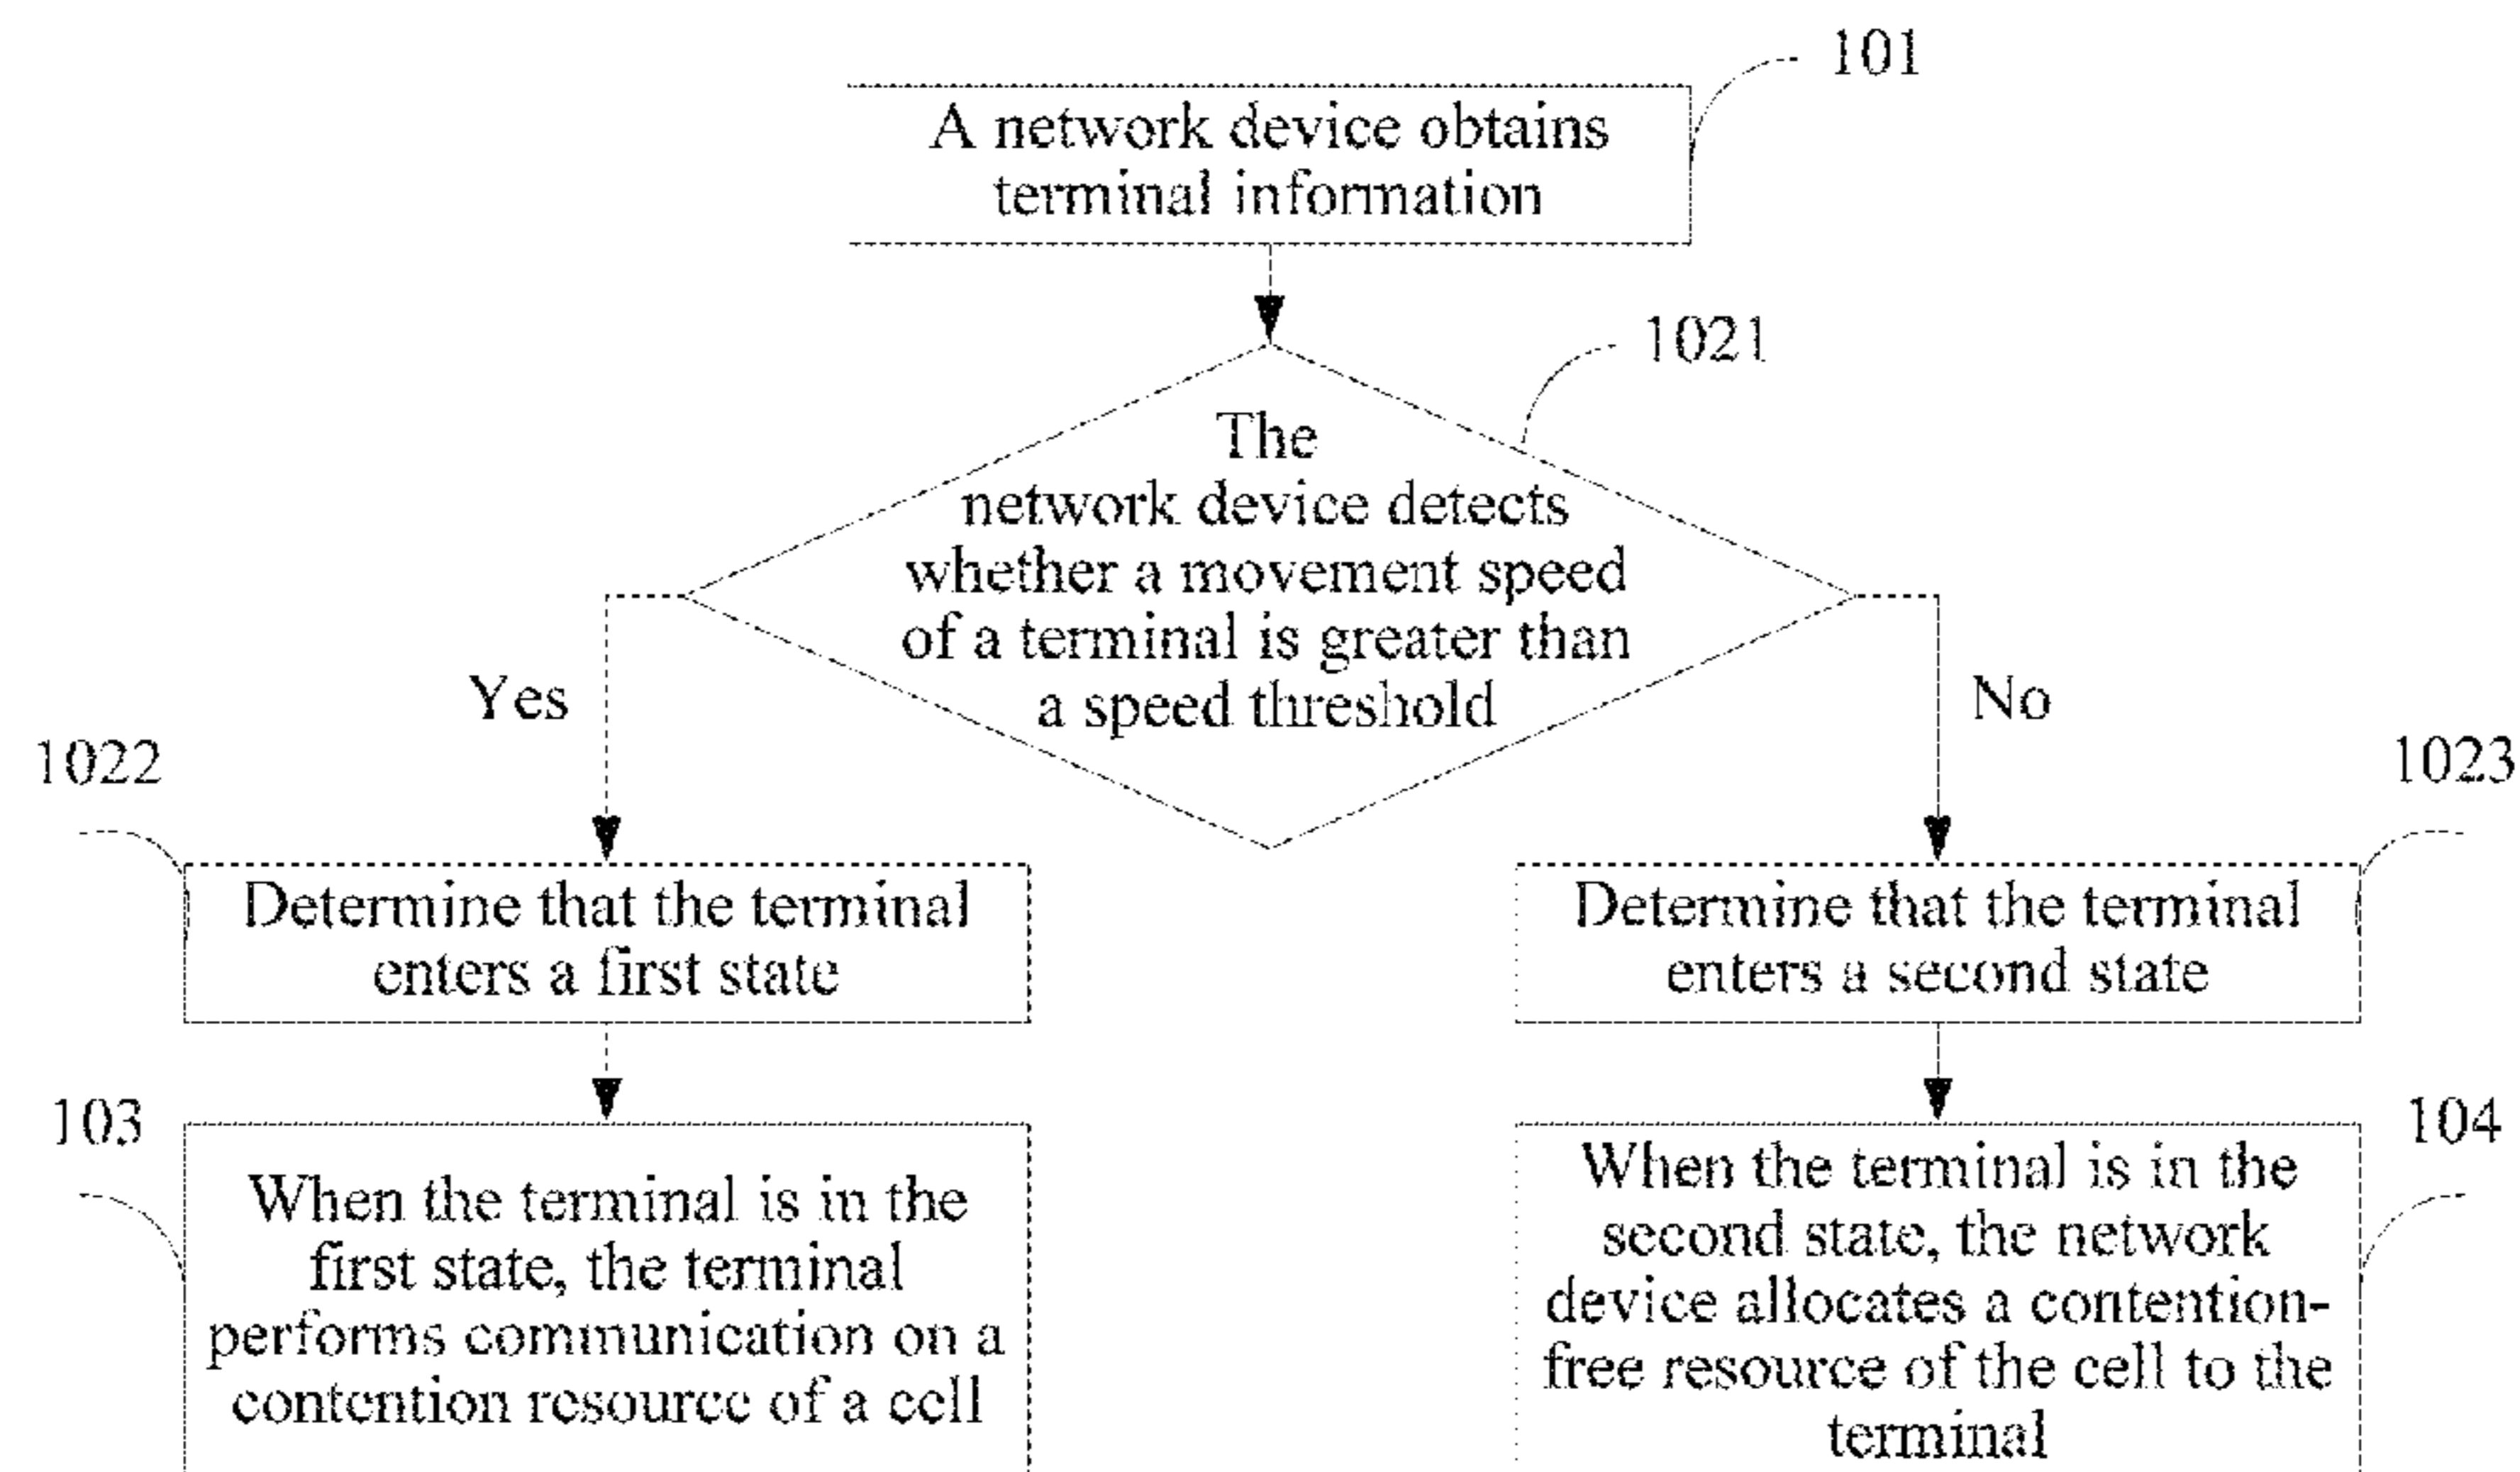 101
A network device obtains
terminal information
1021
The
network device detects
whether a movement speed
of a terminal is greater than
a speed threshold
Yes
No
1022
1023
Determine that the terminal
enters a first state
Determine that the terminal
enters a second state
103
104
When the terminal is in the
first state, the terminal
performs communication on a
contention resource of a cell
When the terminal is in the
second state, the network
device allocates a contention-
free resource of the cell to the
terminal